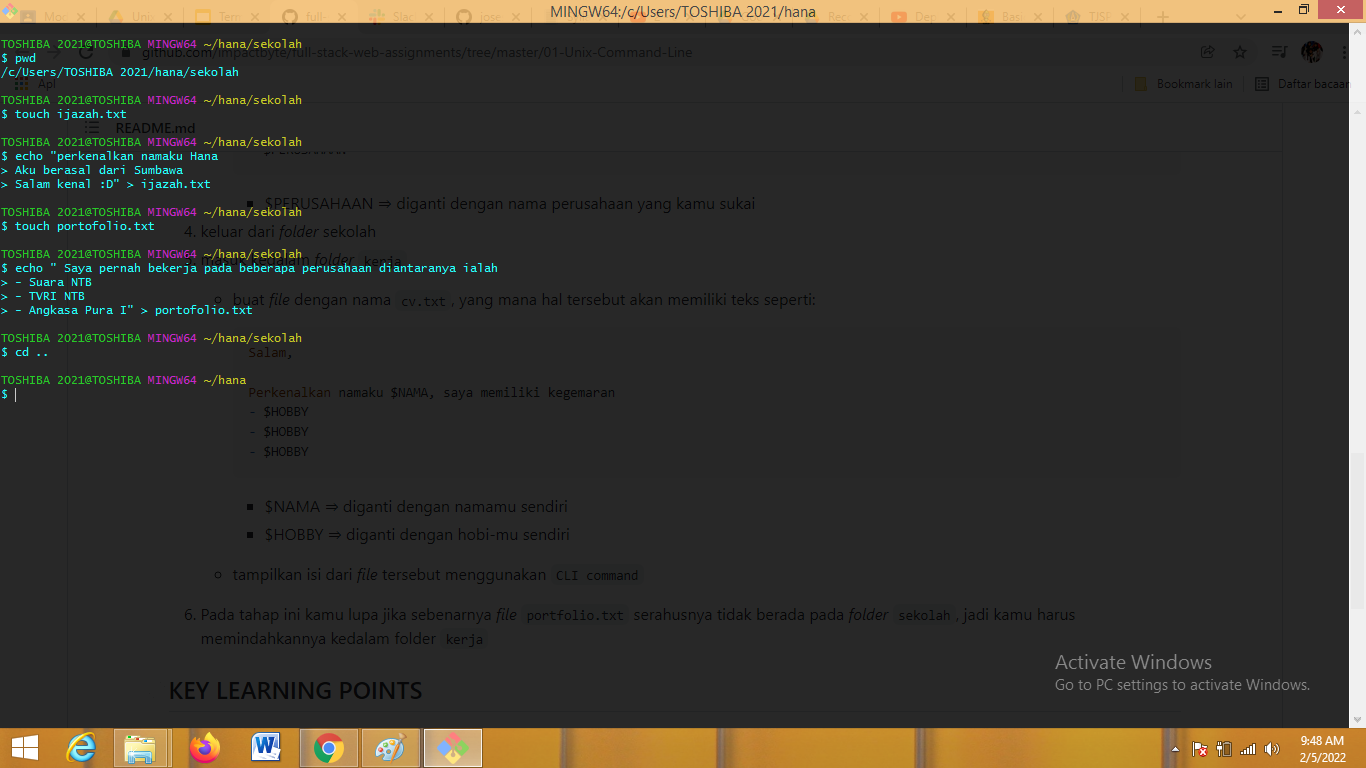 MINGW64:/c/Users/TOSHIBA 2021/hana
TOSHIBA 2021@TOSHIBA MINGW64 ~/hana/sekolah
$ pwd
/c/Users/TOSHIBA 2021/hana/sekolah
TOSHIBA 2021@TOSHIBA MINGW64 ~/hana/sekolah
$ touch ijazah.txt
TOSHIBA 2021@TOSHIBA MINGW64 ~/hana/sekolah
$ echo "perkenalkan namaku Hana
> Aku berasal dari Sumbawa
> Salam kenal :D" > ijazah.txt
TOSHIBA 2021@TOSHIBA MINGW64 ~/hana/sekolah
$ touch portofolio.txt
TOSHIBA 2021@TOSHIBA MINGW64 ~/hana/sekolah
$ echo " Saya pernah bekerja pada beberapa perusahaan diantaranya ialah
> - Suara NTB
> - TVRI NTB
> - Angkasa Pura I" > portofolio.txt
TOSHIBA 2021@TOSHIBA MINGW64 ~/hana/sekolah
$ cd ..
TOSHIBA 2021@TOSHIBA MINGW64 ~/hana
$
github.com/impactbyte/full-stack-web-assignments/tree/master/01-Unix-Command-Line
Apl
Bookmark lain
Daftar bacaan
README.md
$PERUSAHAAN ⇒ diganti dengan nama perusahaan yang kamu sukai
4. keluar dari folder sekolah
folder kerja
buat file dengan nama cv.txt, yang mana hal tersebut akan memiliki teks seperti:
Salam,
Perkenalkan namaku $NAMA, saya memiliki kegemaran
- $HOBBY
- $HOBBY
- $HOBBY
$NAMA ⇒ diganti dengan namamu sendiri
$HOBBY ⇒ diganti dengan hobi-mu sendiri
tampilkan isi dari file tersebut menggunakan CLI command
6. Pada tahap ini kamu lupa jika sebenarnya file portfolio.txt serahusnya tidak berada pada folder sekolah, jadi kamu harus
memindahkannya kedalam folder kerja
KEY LEARNING POINTS
Activate Windows
Go to PC settings to activate Windows.
9:48 AM
2/5/2022